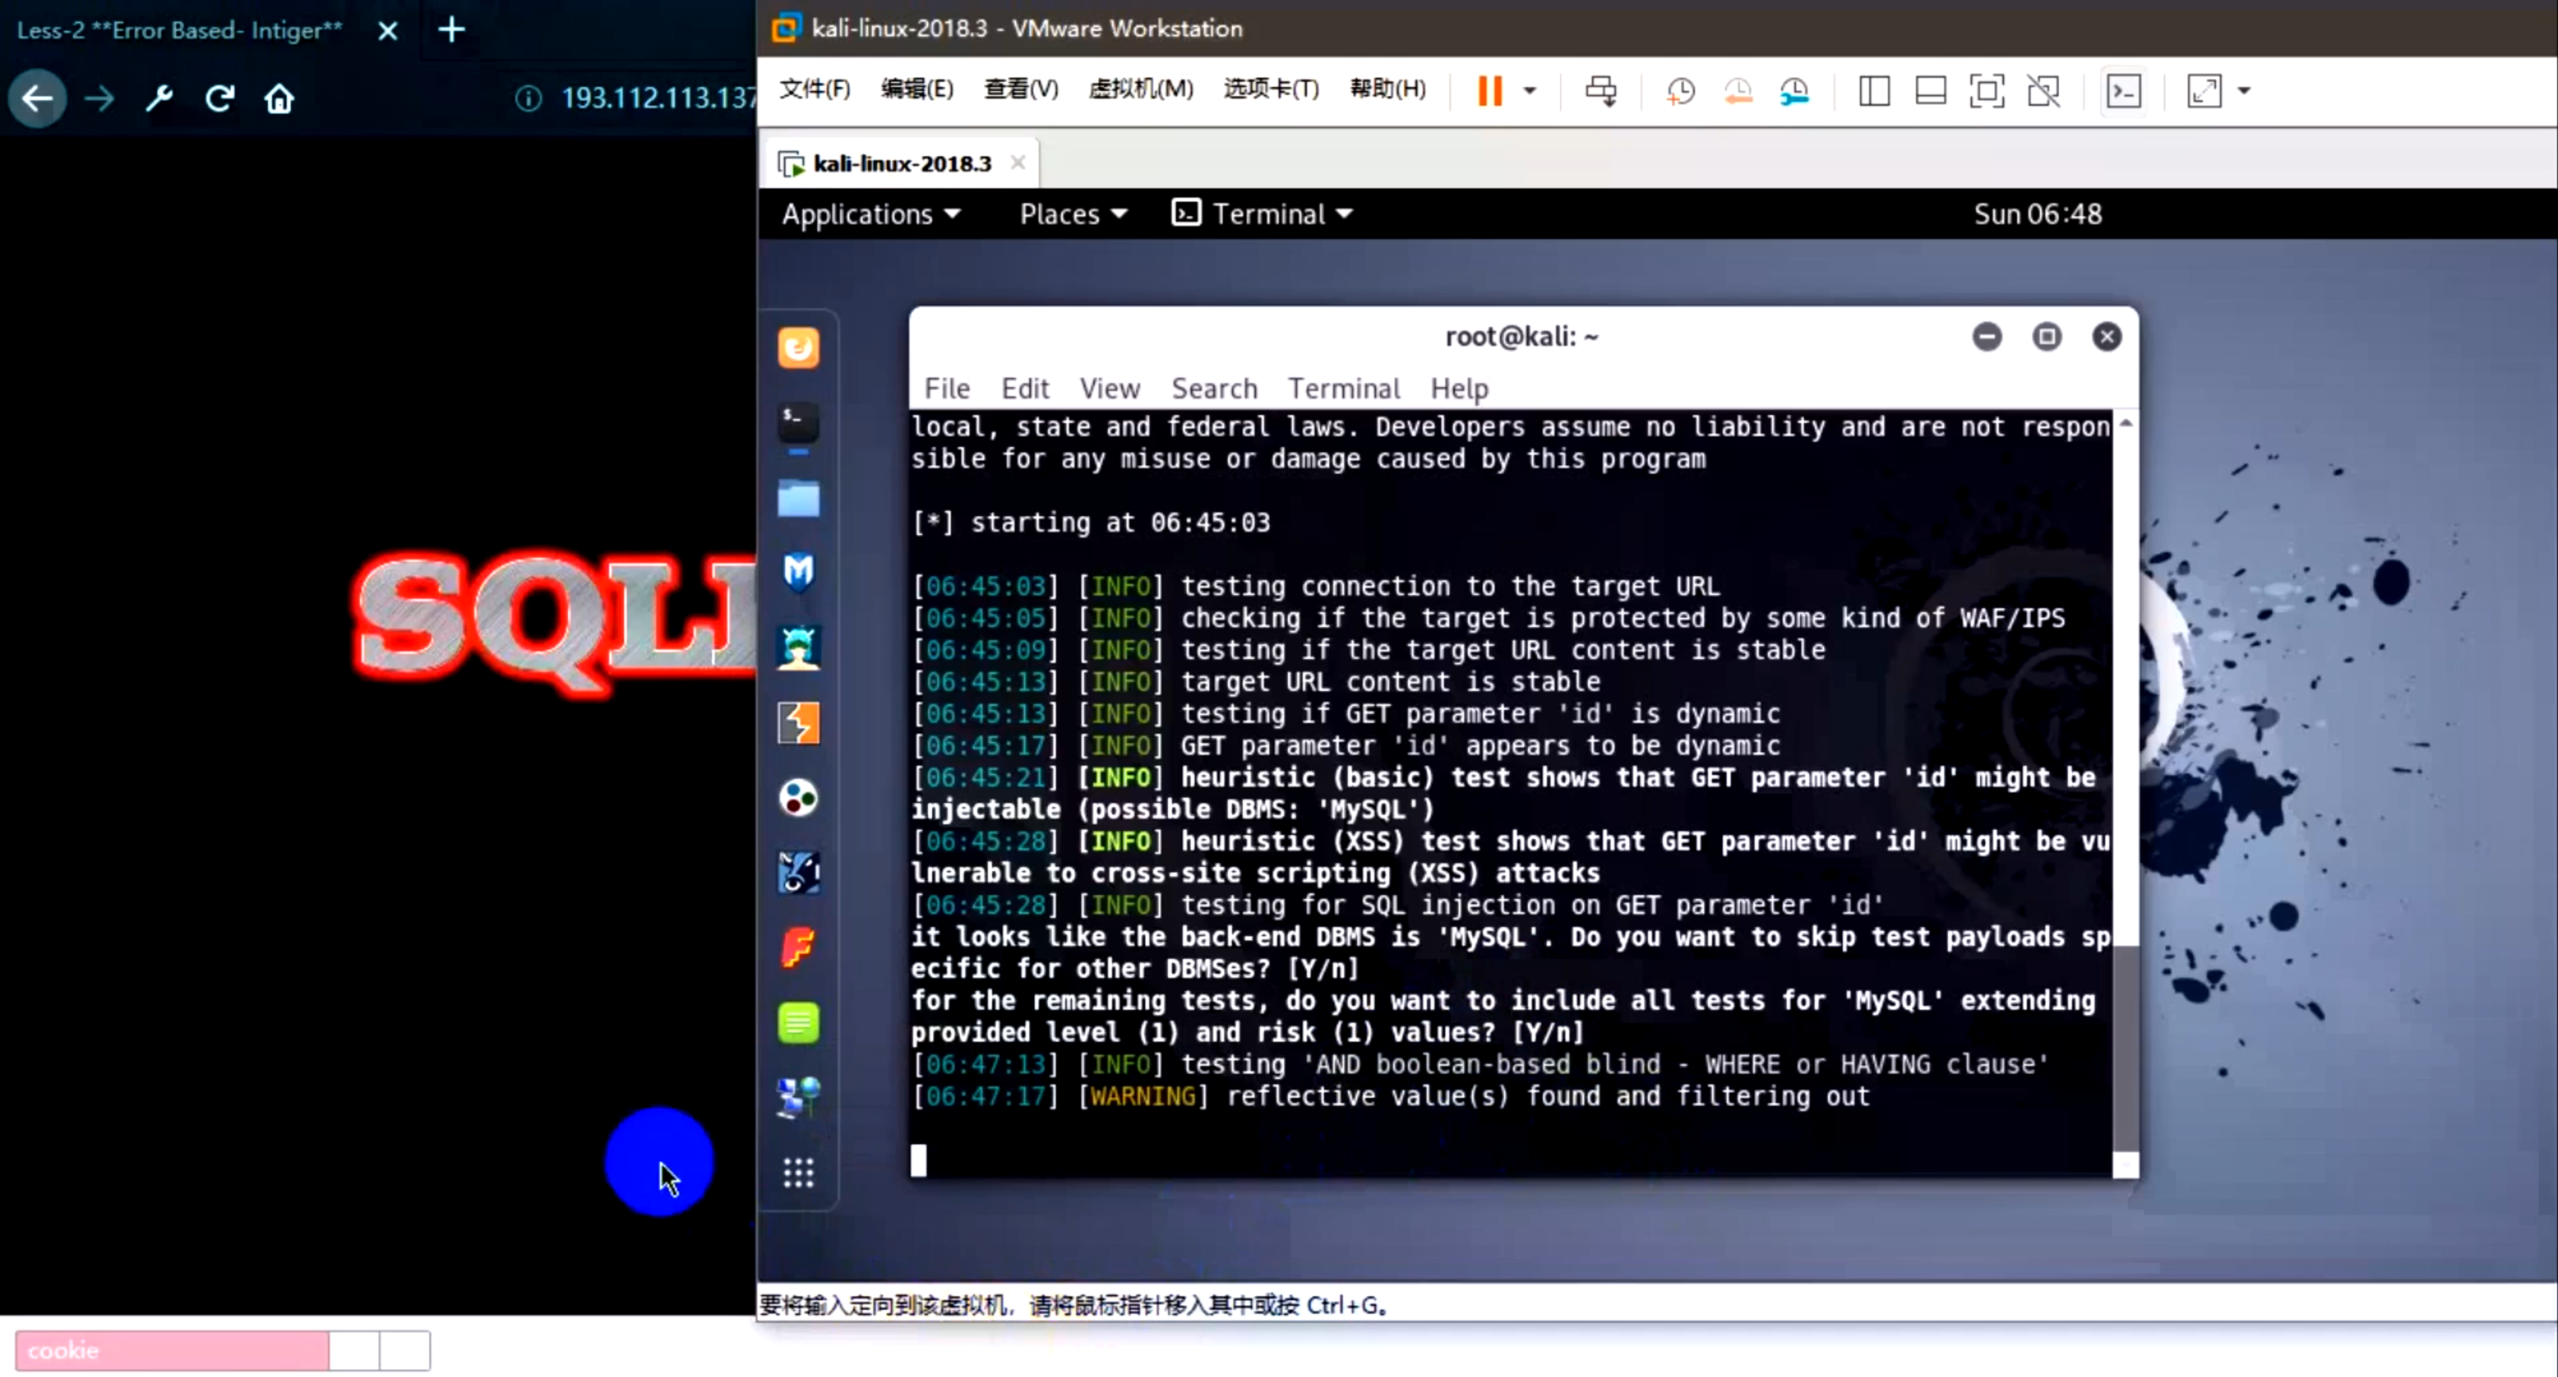 Less-2 **Error Based- Intiger**
193.112.113.137
SQLI
cookie
kali-linux-2018.3 - VMware Workstation
文件(F) 编辑(E) 查看(V) 虚拟机(M) 选项卡(T) 帮助(H)
kali-linux-2018.3
Applications Places Terminal Sun 06:48
root@kali: ~
File Edit View Search Terminal Help
local, state and federal laws. Developers assume no liability and are not respon
sible for any misuse or damage caused by this program
[*] starting at 06:45:03
[06:45:03] [INFO] testing connection to the target URL
[06:45:05] [INFO] checking if the target is protected by some kind of WAF/IPS
[06:45:09] [INFO] testing if the target URL content is stable
[06:45:13] [INFO] target URL content is stable
[06:45:13] [INFO] testing if GET parameter 'id' is dynamic
[06:45:17] [INFO] GET parameter 'id' appears to be dynamic
[06:45:21] [INFO] heuristic (basic) test shows that GET parameter 'id' might be
injectable (possible DBMS: 'MySQL')
[06:45:28] [INFO] heuristic (XSS) test shows that GET parameter 'id' might be vu
lnerable to cross-site scripting (XSS) attacks
[06:45:28] [INFO] testing for SQL injection on GET parameter 'id'
it looks like the back-end DBMS is 'MySQL'. Do you want to skip test payloads sp
ecific for other DBMSes? [Y/n]
for the remaining tests, do you want to include all tests for 'MySQL' extending
provided level (1) and risk (1) values? [Y/n]
[06:47:13] [INFO] testing 'AND boolean-based blind - WHERE or HAVING clause'
[06:47:17] [WARNING] reflective value(s) found and filtering out
要将输入定向到该虚拟机，请将鼠标指针移入其中或按 Ctrl+G。